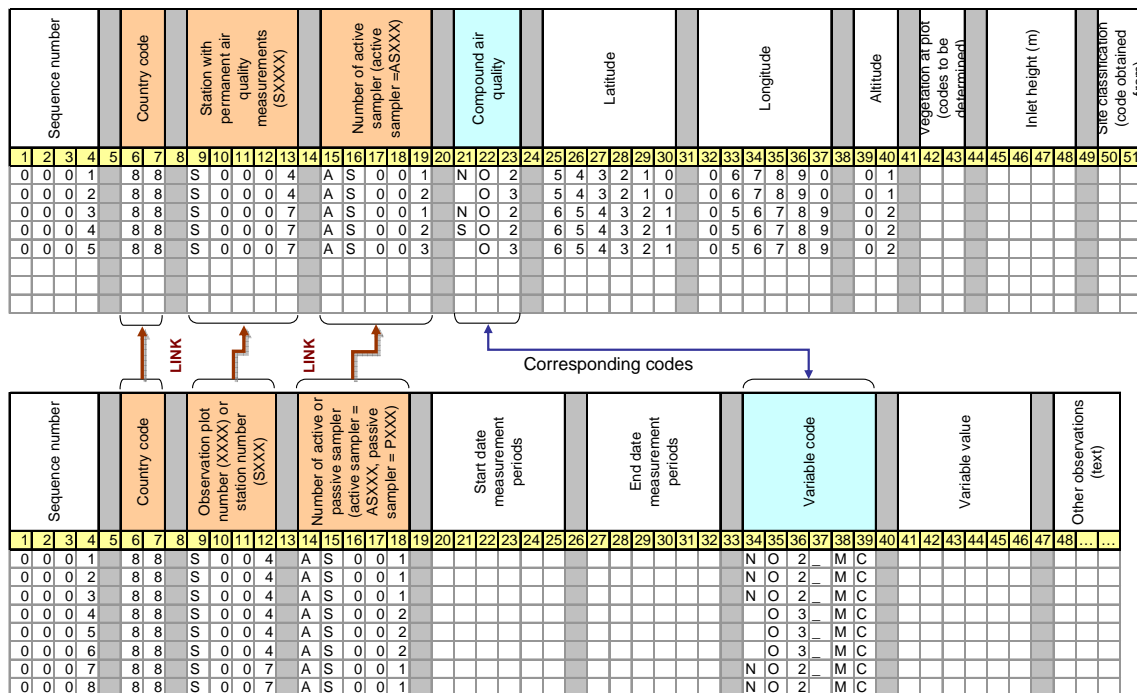 Sequence number
Country code
Station with
permanent air
quality
measurements
(SXXXX)
Number of active
sampler (active
sampler =ASXXX)
Compound air
quality
Latitude
Longitude
Altitude
Vegetation at plot
(codes to be
determined)
Inlet height (m)
Site classification
(code obtained
1 2 3 4 5 6 7 8 9 10 11 12 13 14 15 16 17 18 19 20 21 22 23 24 25 26 27 28 29 30 31 32 33 34 35 36 37 38 39 40 41 42 43 44 45 46 47 48 49 50 51
0 0 0 1 8 8 S 0 0 0 4 A S 0 0 1 N O 2 5 4 3 2 1 0 0 6 7 8 9 0 0 1
0 0 0 2 8 8 S 0 0 0 4 A S 0 0 2 O 3 5 4 3 2 1 0 0 6 7 8 9 0 0 1
0 0 0 3 8 8 S 0 0 0 7 A S 0 0 1 N O 2 6 5 4 3 2 1 0 5 6 7 8 9 0 2
0 0 0 4 8 8 S 0 0 0 7 A S 0 0 2 S O 2 6 5 4 3 2 1 0 5 6 7 8 9 0 2
0 0 0 5 8 8 S 0 0 0 7 A S 0 0 3 O 3 6 5 4 3 2 1 0 5 6 7 8 9 0 2
LINK
LINK
Corresponding codes
Sequence number
Country code
Observation plot
number (XXXX) or
station number
(SXXX)
Number of active or
passive sampler
(active sampler =
ASXXX, passive
sampler = PXXX)
Start date
measurement
periods
End date
measurement
periods
Variable code
Variable value
Other observations
(text)
1 2 3 4 5 6 7 8 9 10 11 12 13 14 15 16 17 18 19 20 21 22 23 24 25 26 27 28 29 30 31 32 33 34 35 36 37 38 39 40 41 42 43 44 45 46 47 48 ... ...
0 0 0 1 8 8 S 0 0 4 A S 0 0 1 N O 2 _ M C
0 0 0 2 8 8 S 0 0 4 A S 0 0 1 N O 2 _ M C
0 0 0 3 8 8 S 0 0 4 A S 0 0 1 N O 2 _ M C
0 0 0 4 8 8 S 0 0 4 A S 0 0 2 O 3 _ M C
0 0 0 5 8 8 S 0 0 4 A S 0 0 2 O 3 _ M C
0 0 0 6 8 8 S 0 0 4 A S 0 0 2 O 3 _ M C
0 0 0 7 8 8 S 0 0 7 A S 0 0 1 N O 2 _ M C
0 0 0 8 8 8 S 0 0 7 A S 0 0 1 N O 2 M C